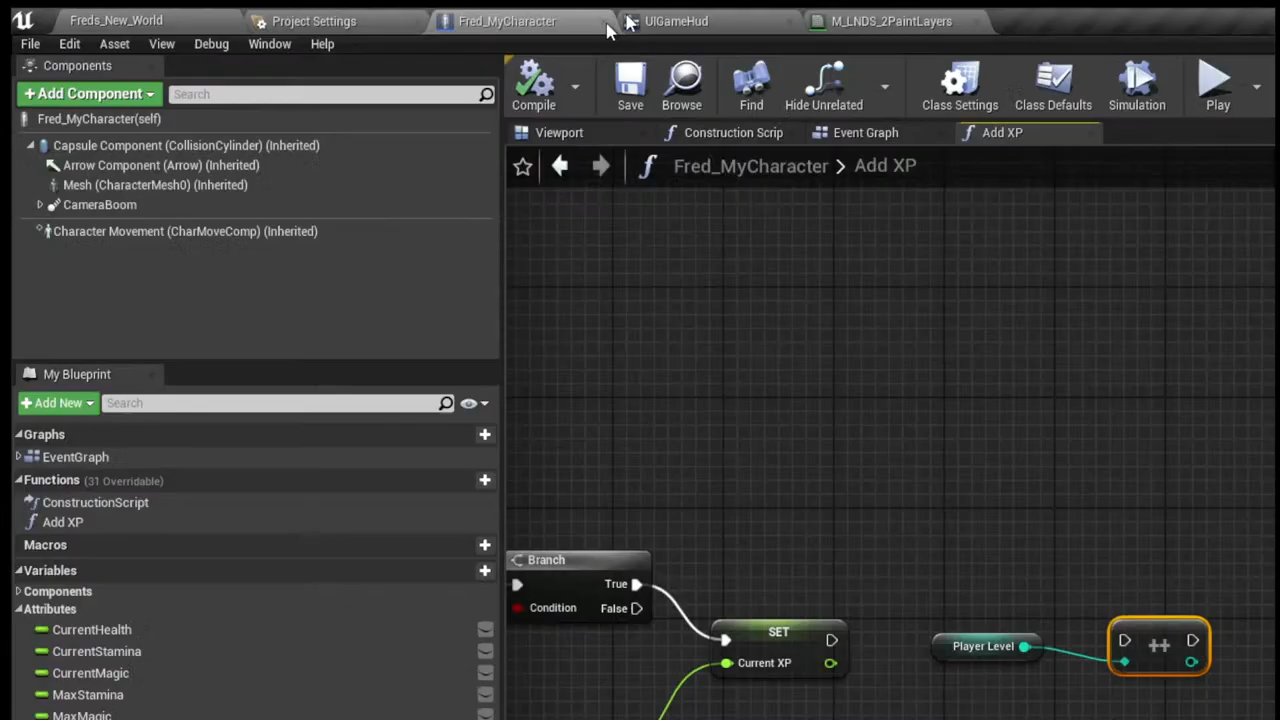 Freds_New_World
Project Settings
Fred_MyCharacter
UIGameHud
M_LNDS_2PaintLayers
File
Edit
Asset
View
Debug
Window
Help
Components
+Add Component
Search
Fred_MyCharacter(self)
Capsule Component (CollisionCylinder) (Inherited)
Arrow Component (Arrow) (Inherited)
Mesh (CharacterMesh0) (Inherited)
CameraBoom
Character Movement (CharMoveComp) (Inherited)
Compile
Save
Browse
Find
Hide Unrelated
Class Settings
Class Defaults
Simulation
Play
Viewport
Construction Scrip
Event Graph
Add XP
Fred_MyCharacter > Add XP
My Blueprint
+Add New
Search
Graphs
EventGraph
Functions (31 Overridable)
ConstructionScript
Add XP
Macros
Variables
Components
Attributes
CurrentHealth
CurrentStamina
CurrentMagic
MaxStamina
MaxMagic
Branch
True
Condition
False
SET
Current XP
Player Level
++